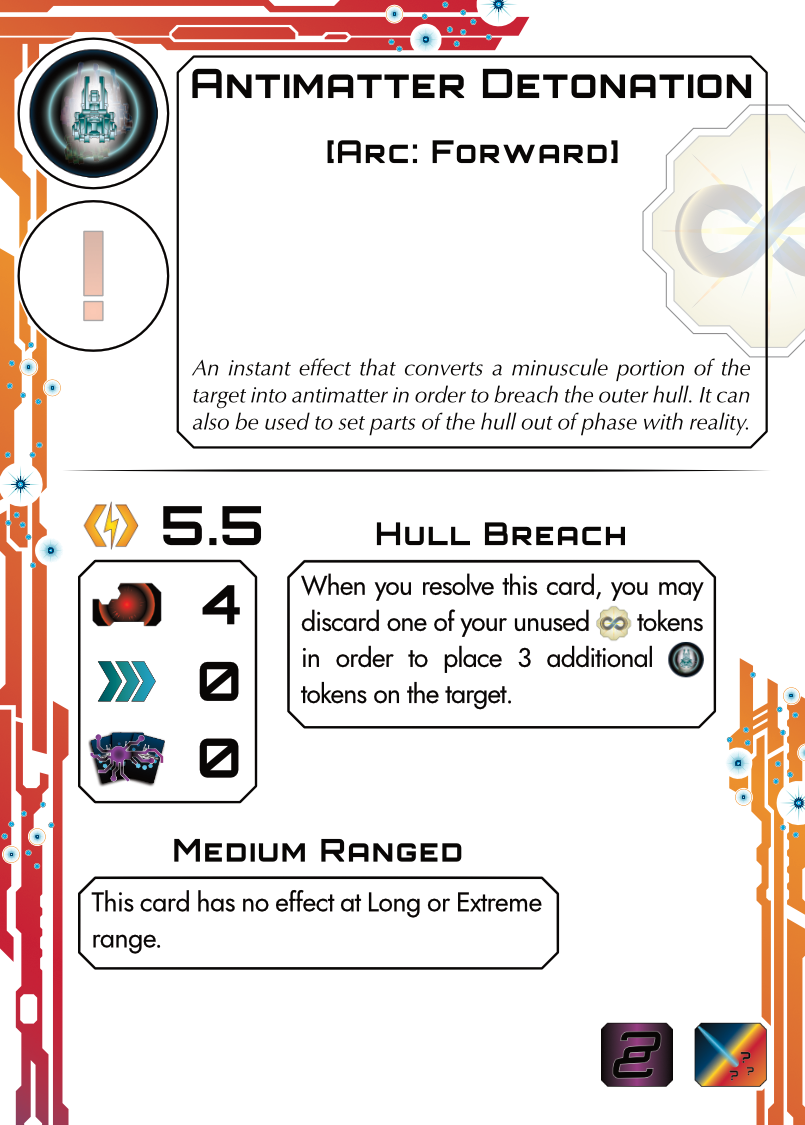 Antimatter Detonation
[Arc: Forward]
!
An instant effect that converts a minuscule portion of the
target into antimatter in order to breach the outer hull. It can
also be used to set parts of the hull out of phase with reality.
5.5
Hull Breach
4
0
0
When you resolve this card, you may
discard one of your unused tokens
in order to place 3 additional
tokens on the target.
Medium Ranged
This card has no effect at Long or Extreme
range.
2
? ? ?